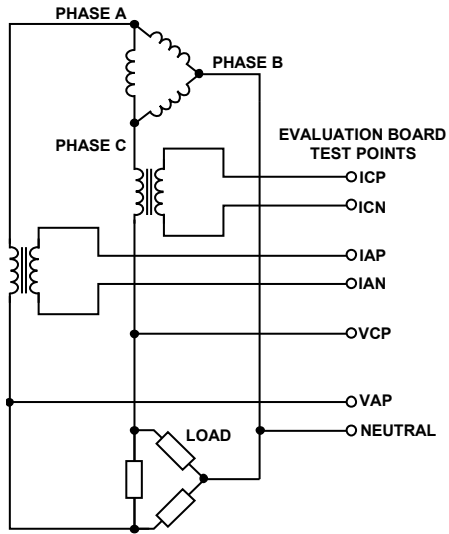 PHASE A
PHASE B
PHASE C
EVALUATION BOARD
TEST POINTS
ICP
ICN
IAP
IAN
VCP
VAP
LOAD
NEUTRAL